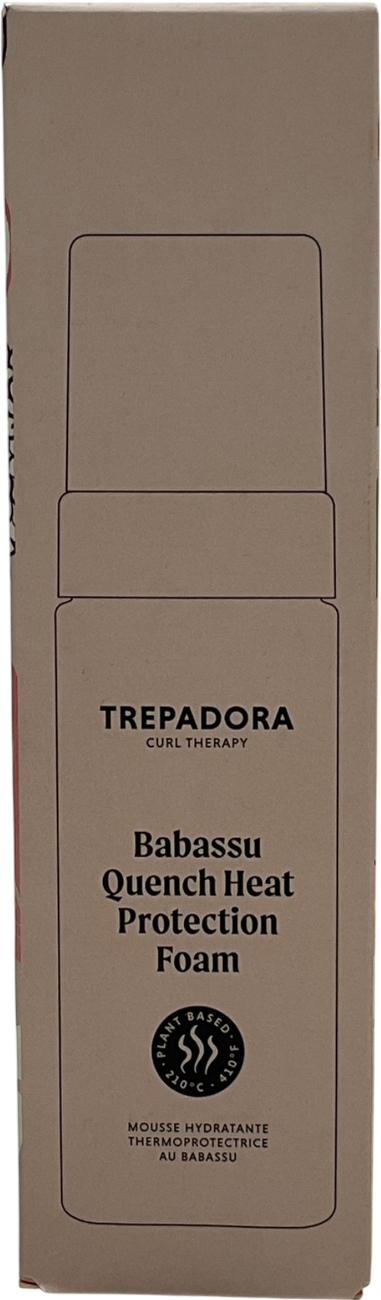 TREPADORA
CURL THERAPY
Babassu
Quench Heat
Protection
Foam
PLANT BASED
210°C · 410°F
MOUSSE HYDRATANTE
THERMOPROTECTRICE
AU BABASSU